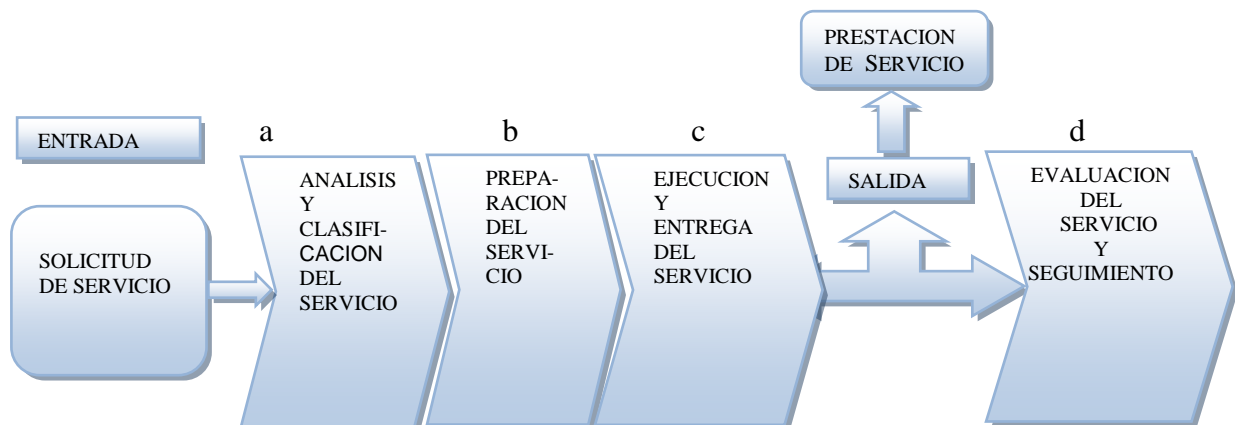 ENTRADA
SOLICITUD
DE SERVICIO
a
ANALISIS
Y
CLASIFI-
CACION
DEL
SERVICIO
b
PREPA-
RACION
DEL
SERVI-
CIO
c
EJECUCION
Y
ENTREGA
DEL
SERVICIO
PRESTACION
DE SERVICIO
SALIDA
d
EVALUACION
DEL
SERVICIO
Y
SEGUIMIENTO